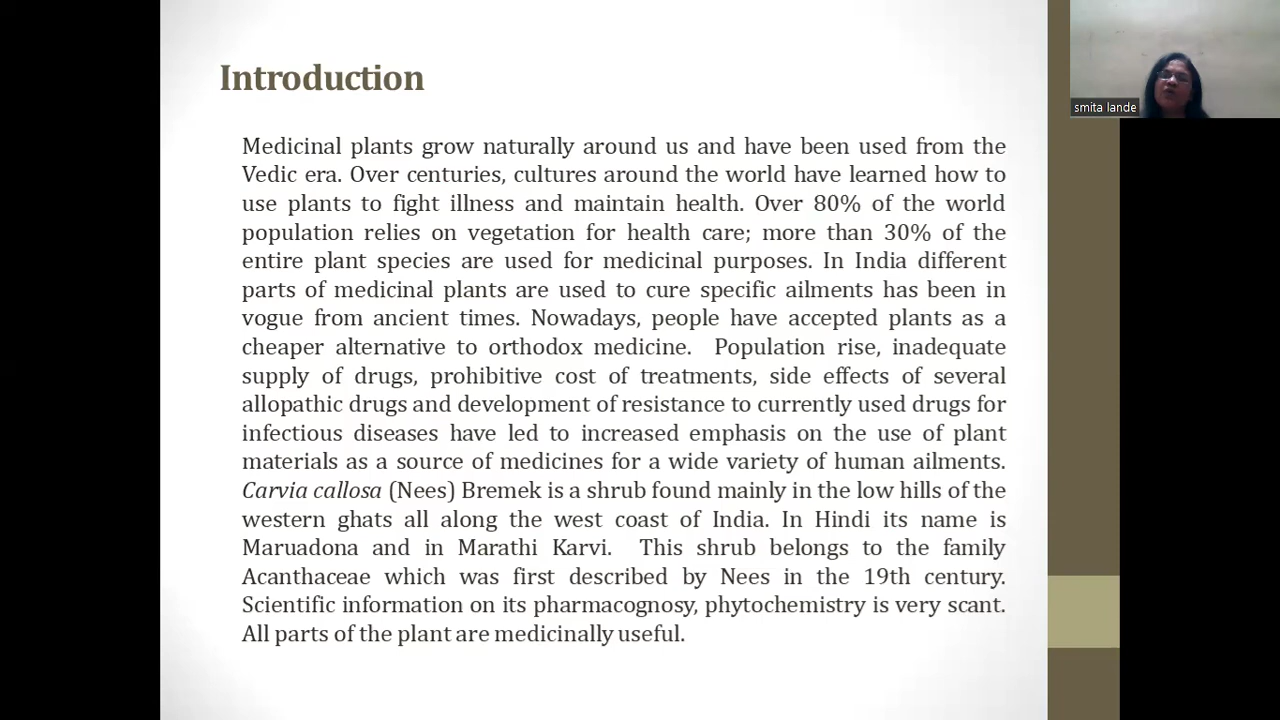 Introduction
Medicinal plants grow naturally around us and have been used from the
Vedic era. Over centuries, cultures around the world have learned how to
use plants to fight illness and maintain health. Over 80% of the world
population relies on vegetation for health care; more than 30% of the
entire plant species are used for medicinal purposes. In India different
parts of medicinal plants are used to cure specific ailments has been in
vogue from ancient times. Nowadays, people have accepted plants as a
cheaper alternative to orthodox medicine. Population rise, inadequate
supply of drugs, prohibitive cost of treatments, side effects of several
allopathic drugs and development of resistance to currently used drugs for
infectious diseases have led to increased emphasis on the use of plant
materials as a source of medicines for a wide variety of human ailments.
Carvia callosa (Nees) Bremek is a shrub found mainly in the low hills of the
western ghats all along the west coast of India. In Hindi its name is
Maruadona and in Marathi Karvi. This shrub belongs to the family
Acanthaceae which was first described by Nees in the 19th century.
Scientific information on its pharmacognosy, phytochemistry is very scant.
All parts of the plant are medicinally useful.
smita lande